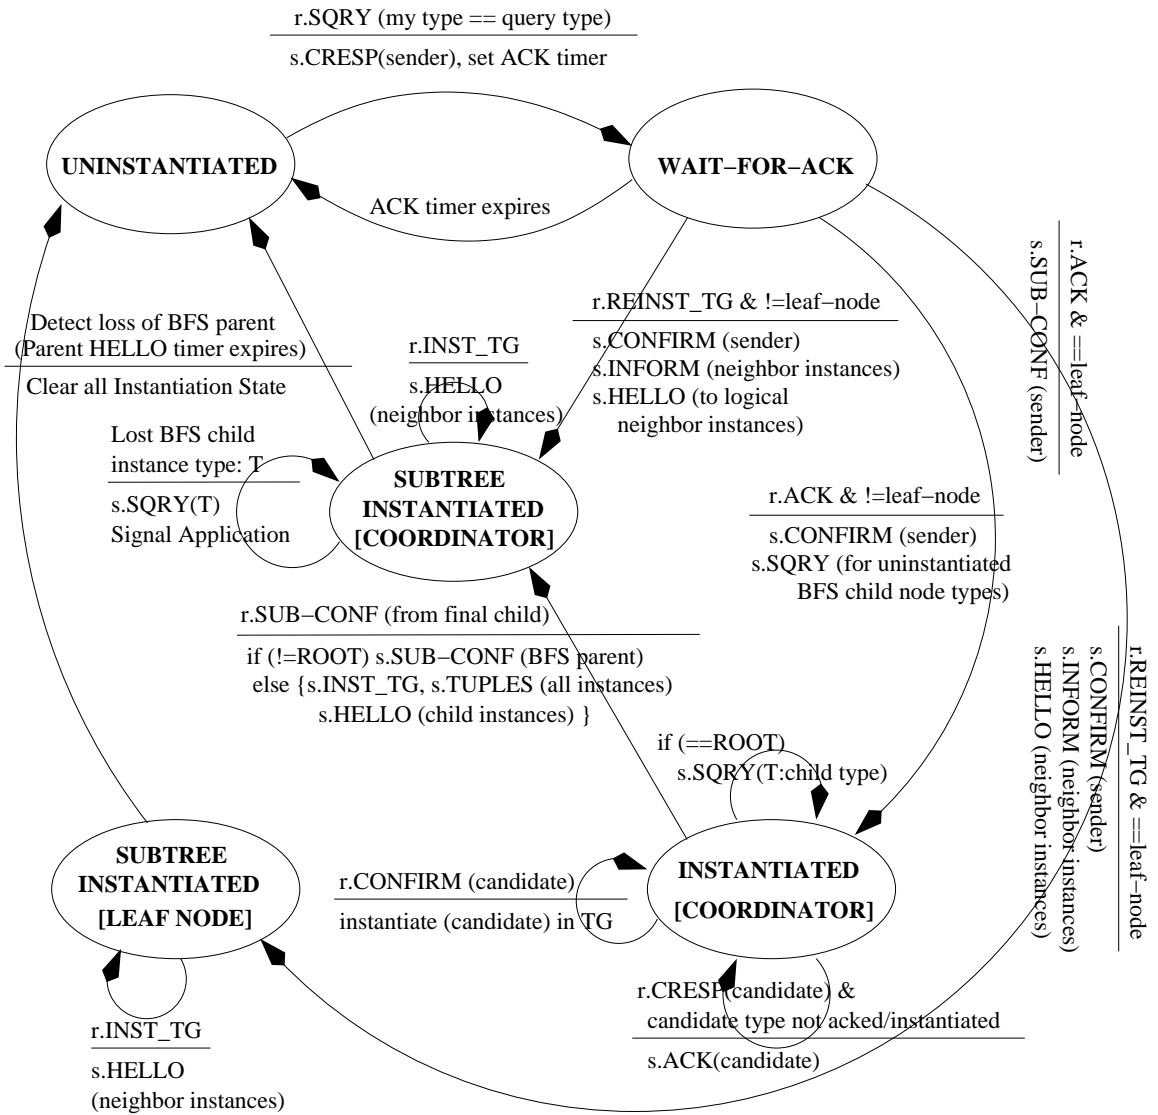 r.SQRY (my type == query type)
s.CRESP(sender), set ACK timer
UNINSTANTIATED
WAIT−FOR−ACK
ACK timer expires
r.ACK & ==leaf−node
s.SUB−CONF (sender)
Detect loss of BFS parent
(Parent HELLO timer expires)
Clear all Instantiation State
r.INST_TG
s.HELLO
(neighbor instances)
r.REINST_TG & !=leaf−node
s.CONFIRM (sender)
s.INFORM (neighbor instances)
s.HELLO (to logical
neighbor instances)
Lost BFS child
instance type: T
s.SQRY(T)
Signal Application
SUBTREE
INSTANTIATED
[COORDINATOR]
r.ACK & !=leaf−node
s.CONFIRM (sender)
s.SQRY (for uninstantiated
BFS child node types)
r.SUB−CONF (from final child)
if (!=ROOT) s.SUB−CONF (BFS parent)
else {s.INST_TG, s.TUPLES (all instances)
s.HELLO (child instances) }
r.REINST_TG & ==leaf−node
s.CONFIRM (sender)
s.INFORM (neighbor instances)
s.HELLO (neighbor instances)
if (==ROOT)
s.SQRY(T:child type)
SUBTREE
INSTANTIATED
[LEAF NODE]
r.CONFIRM (candidate)
instantiate (candidate) in TG
INSTANTIATED
[COORDINATOR]
r.CRESP(candidate) &
candidate type not acked/instantiated
s.ACK(candidate)
r.INST_TG
s.HELLO
(neighbor instances)